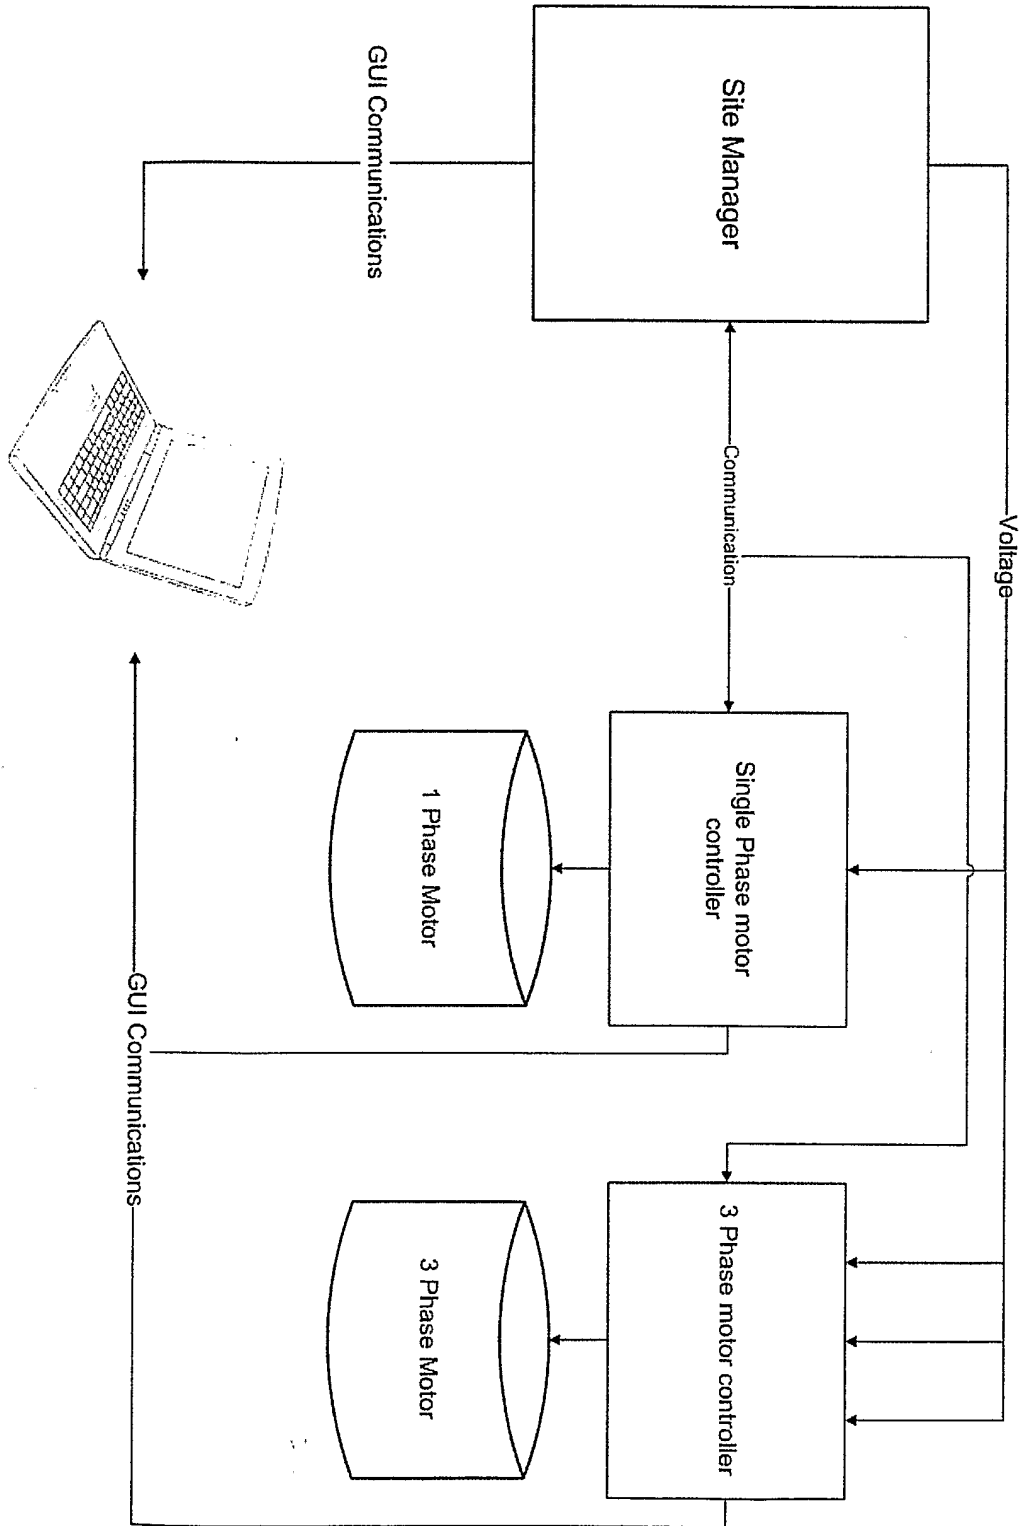 Voltage
Site Manager
Communication
Single Phase motor
controller
3 Phase motor controller
GUI Communications
1 Phase Motor
3 Phase Motor
GUI Communications